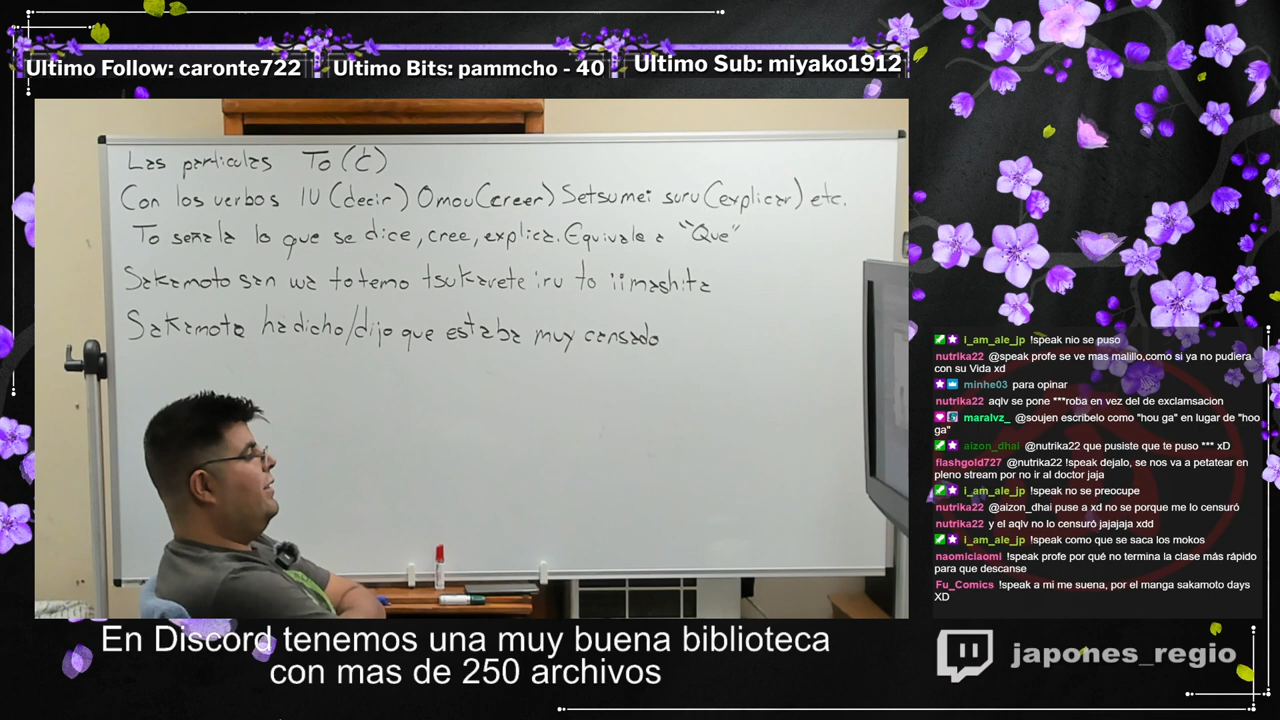 Ultimo Follow: caronte722
Ultimo Bits: pammcho - 40
Ultimo Sub: miyako1912
Las particulas To (と)
Con los verbos IU (decir) Omou (creer) Setsumei suru (explicar) etc.
To señala lo que se dice, cree, explica. Equivale a "Que"
Sakamoto san wa totemo tsukarete iru to iimashita
Sakamoto ha dicho/dijo que estaba muy cansado
i_am_ale_jp !speak nio se puso
nutrika22 @speak profe se ve mas malillo,como si ya no pudiera
con su Vida xd
minhe03 para opinar
nutrika22 aqlv se pone ***roba en vez del de exclamsacion
maralvz_ @soujen escribelo como "hou ga" en lugar de "hoo
ga"
aizon_dhai @nutrika22 que pusiste que te puso *** xD
flashgold727 @nutrika22 !speak dejalo, se nos va a petatear en
pleno stream por no ir al doctor jaja
i_am_ale_jp !speak no se preocupe
nutrika22 @aizon_dhai puse a xd no se porque me lo censuró
nutrika22 y el aqlv no lo censuró jajajaja xdd
i_am_ale_jp !speak como que se saca los mokos
naomiclaomi !speak profe por qué no termina la clase más rápido
para que descanse
Fu_Comics !speak a mi me suena, por el manga sakamoto days
XD
En Discord tenemos una muy buena biblioteca
con mas de 250 archivos
japones_regio